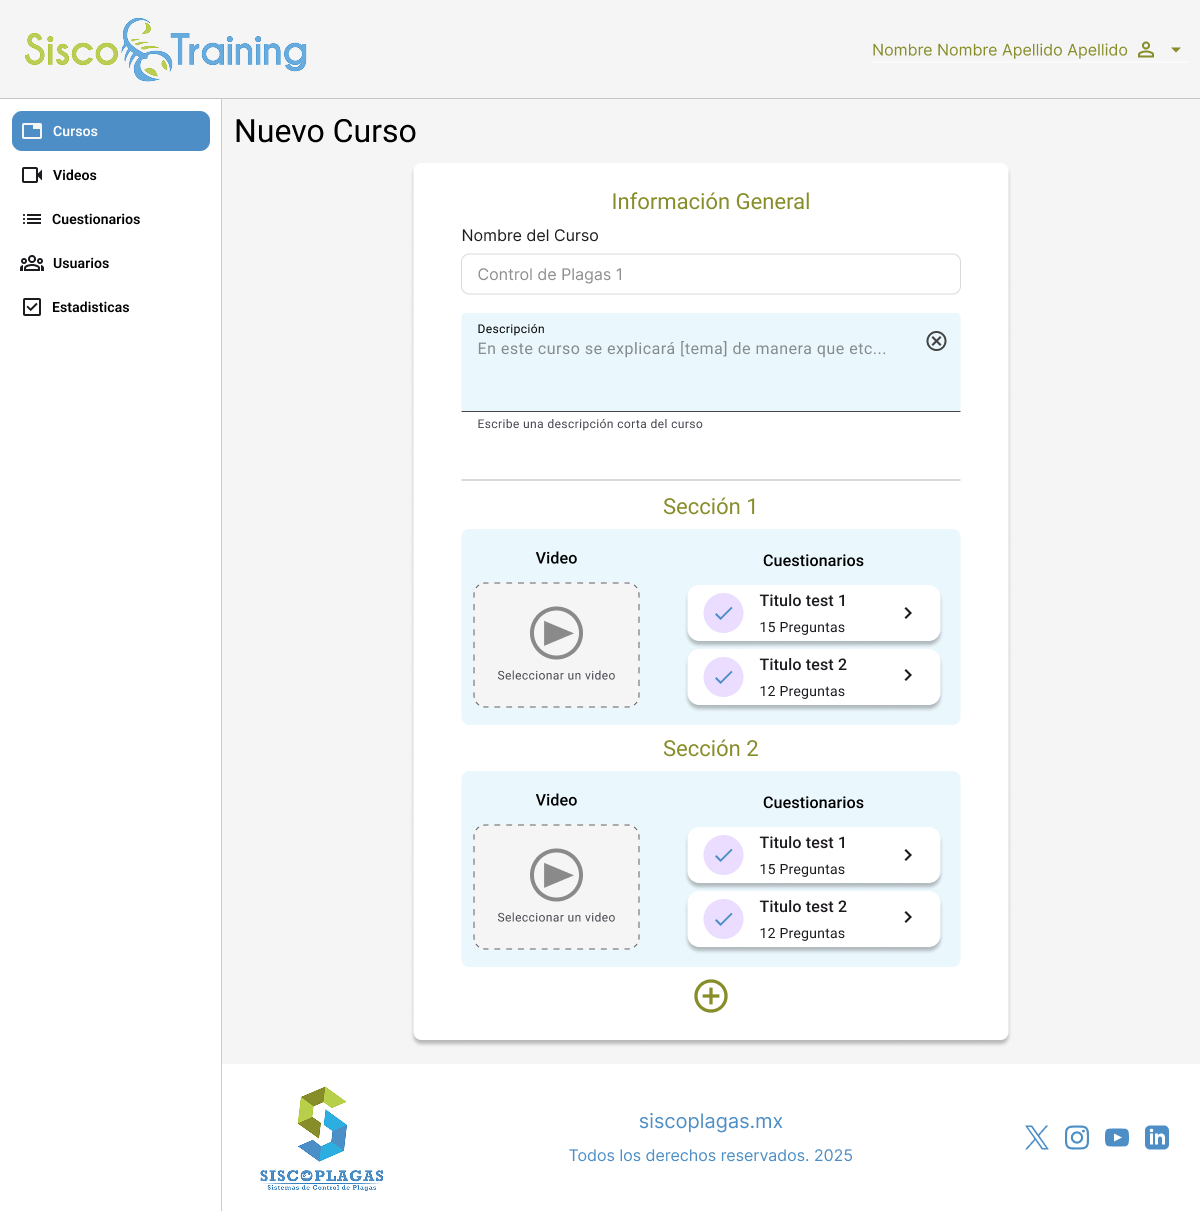 Sisco Training
Nombre Nombre Apellido Apellido
Cursos
Videos
Cuestionarios
Usuarios
Estadisticas
Nuevo Curso
Información General
Nombre del Curso
Control de Plagas 1
Descripción
En este curso se explicará [tema] de manera que etc...
Escribe una descripción corta del curso
Sección 1
Video
Seleccionar un video
Cuestionarios
Titulo test 1
15 Preguntas
Titulo test 2
12 Preguntas
Sección 2
Video
Seleccionar un video
Cuestionarios
Titulo test 1
15 Preguntas
Titulo test 2
12 Preguntas
SISCOPLAGAS
Sistemas de Control de Plagas
siscoplagas.mx
Todos los derechos reservados. 2025